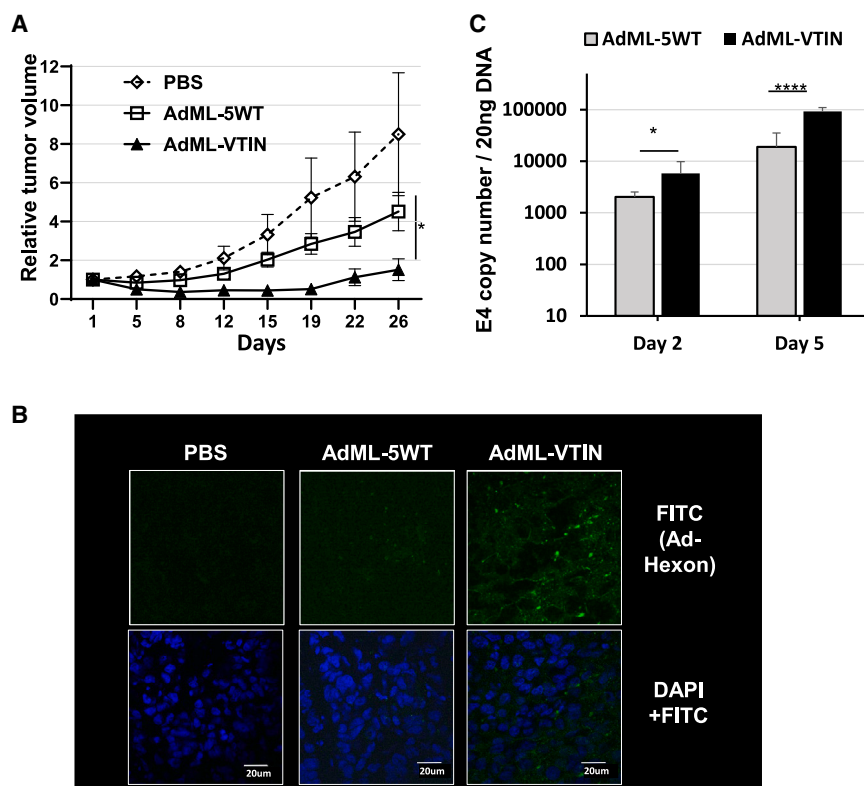 A
Relative tumor volume
14
12
10
8
6
4
2
0
PBS
AdML-5WT
AdML-VTIN
*
1 5 8 12 15 19 22 26
Days
C
AdML-5WT AdML-VTIN
E4 copy number / 20ng DNA
100000
10000
1000
100
10
*
****
Day 2 Day 5
B
PBS AdML-5WT AdML-VTIN
FITC
(Ad-
Hexon)
DAPI
+FITC
20um 20um 20um